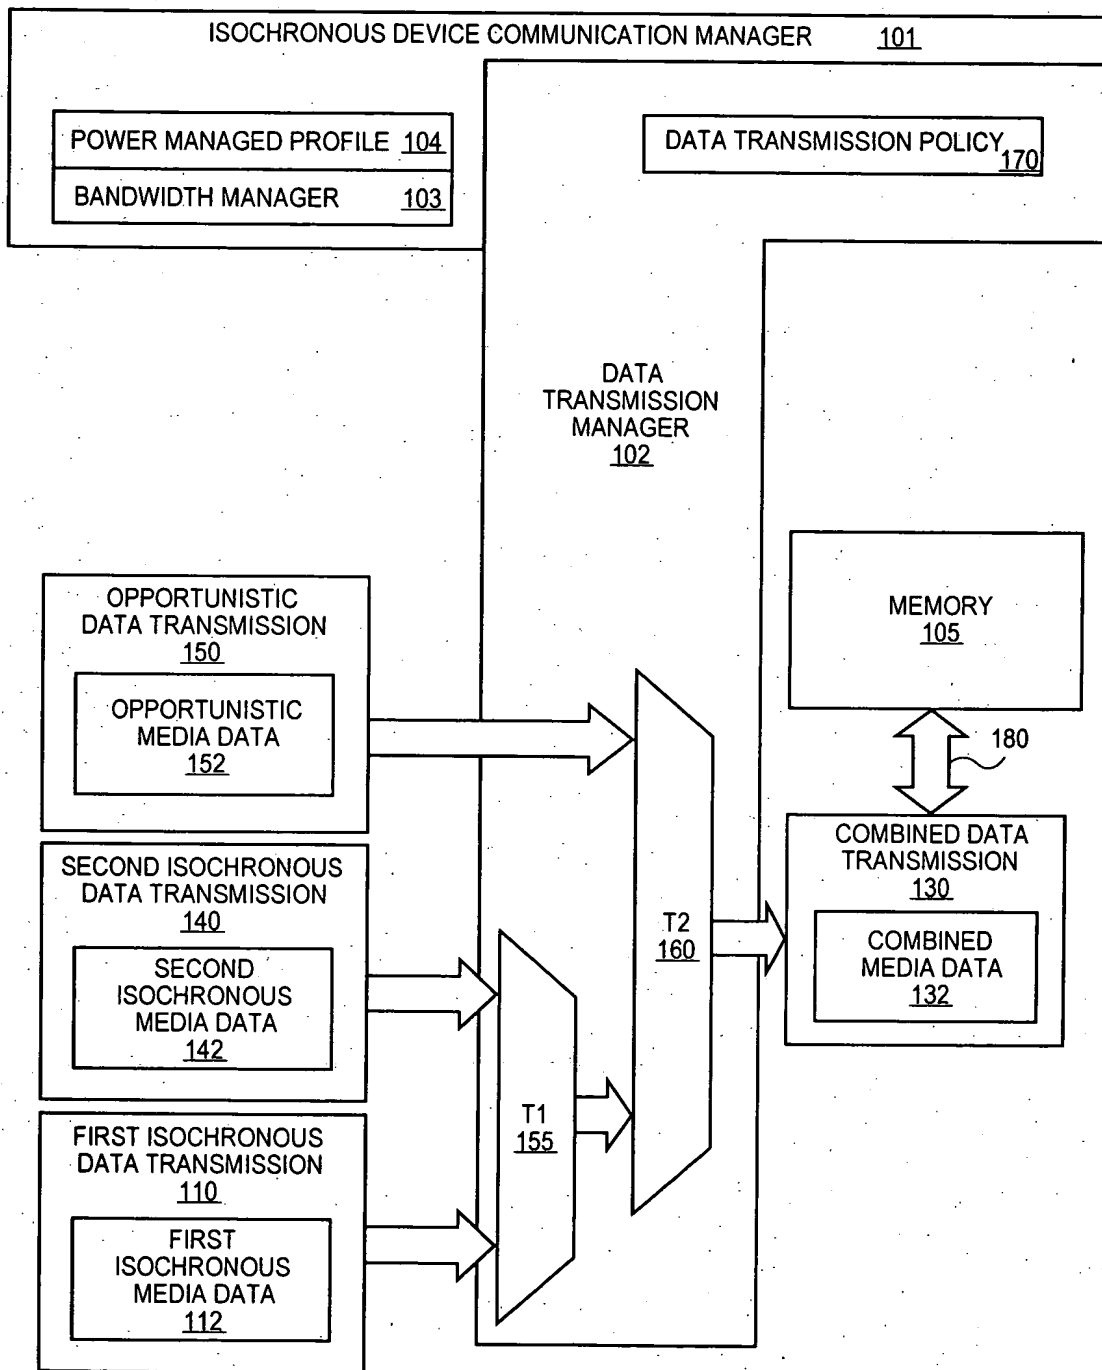 ISOCHRONOUS DEVICE COMMUNICATION MANAGER 101
POWER MANAGED PROFILE 104
BANDWIDTH MANAGER 103
DATA TRANSMISSION POLICY 170
DATA
TRANSMISSION
MANAGER
102
OPPORTUNISTIC
DATA TRANSMISSION
150
OPPORTUNISTIC
MEDIA DATA
152
MEMORY
105
180
SECOND ISOCHRONOUS
DATA TRANSMISSION
140
SECOND
ISOCHRONOUS
MEDIA DATA
142
COMBINED DATA
TRANSMISSION
130
COMBINED
MEDIA DATA
132
T2
160
T1
155
FIRST ISOCHRONOUS
DATA TRANSMISSION
110
FIRST
ISOCHRONOUS
MEDIA DATA
112